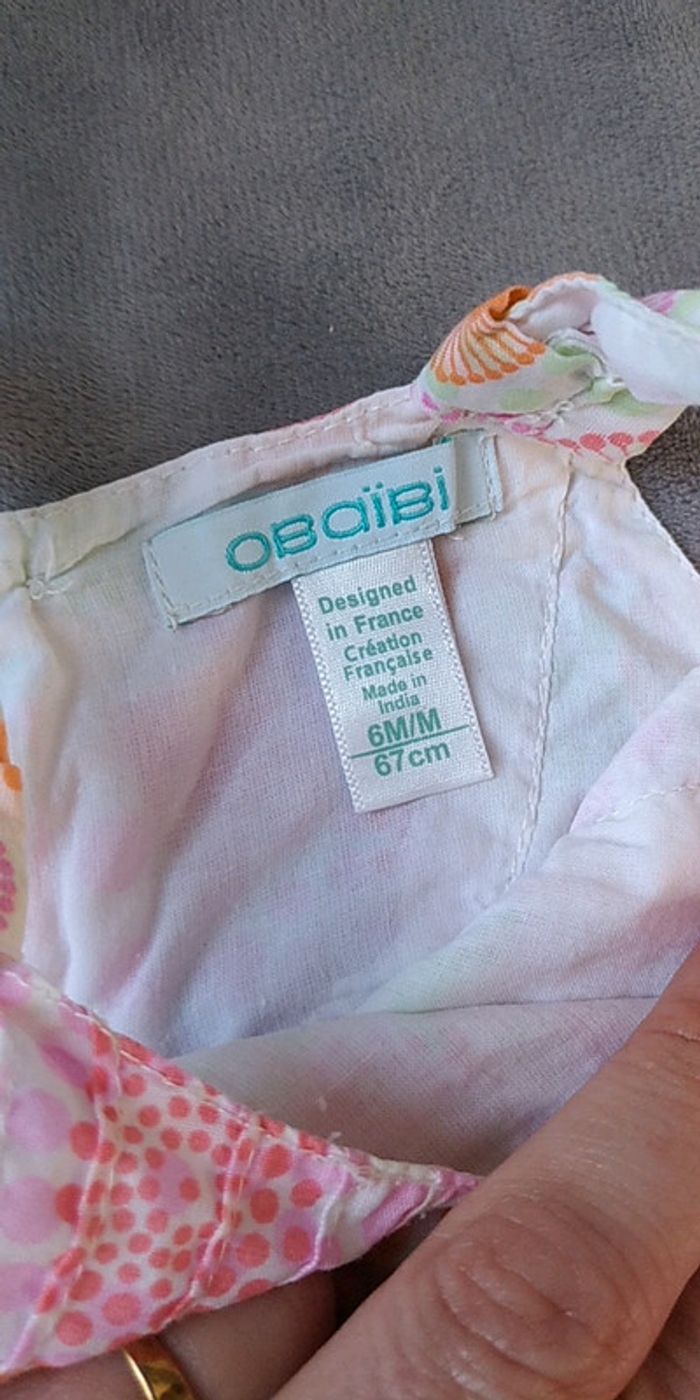 OBaïBi
Designed
in France
Création
Française
Made in
India
6M/M
67cm